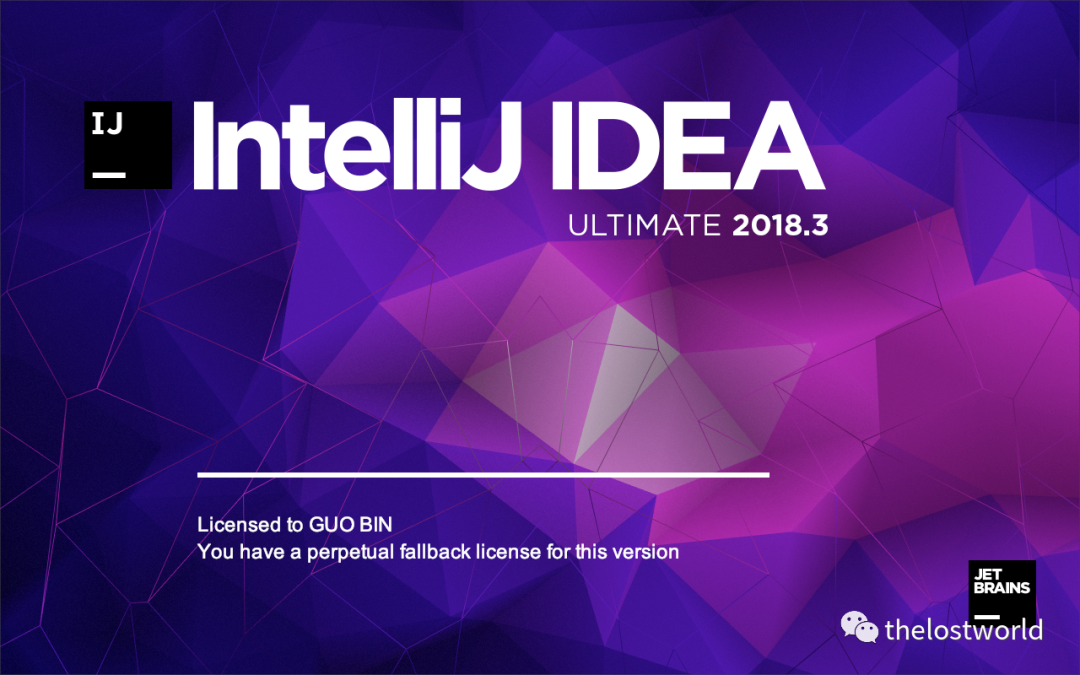 IJ
IntelliJ IDEA
ULTIMATE 2018.3
Licensed to GUO BIN
You have a perpetual fallback license for this version
JET
BRAINS
thelostworld